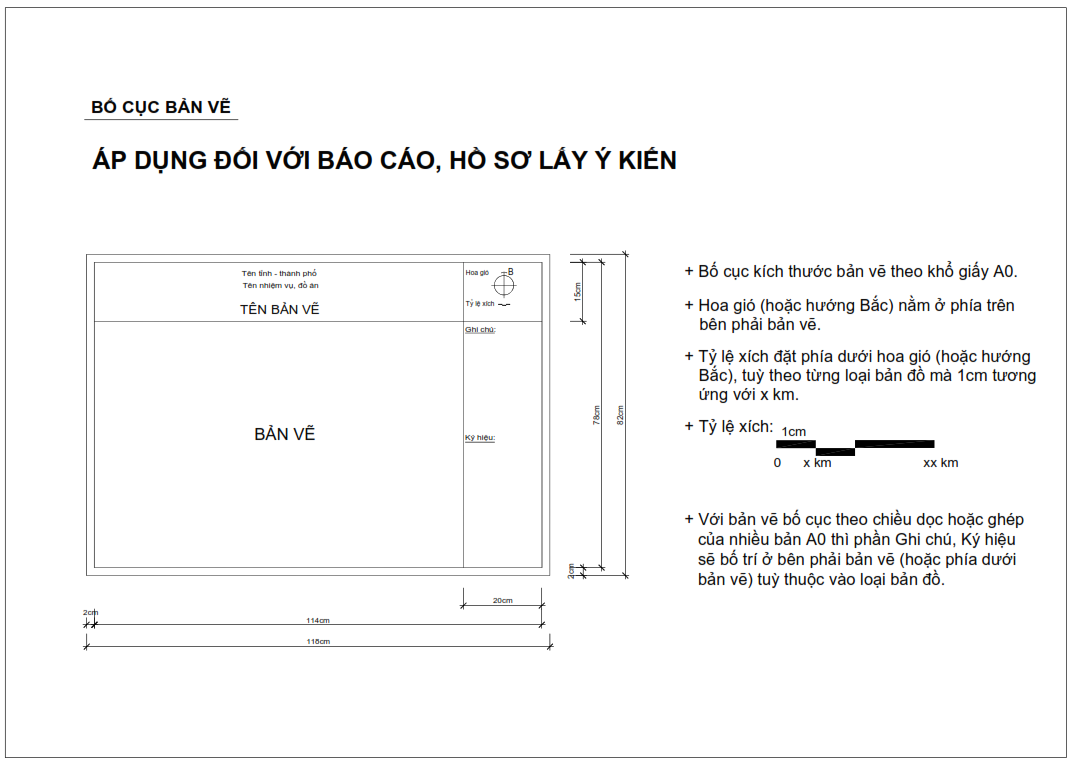 BỐ CỤC BẢN VẼ
ÁP DỤNG ĐỐI VỚI BÁO CÁO, HỒ SƠ LẤY Ý KIẾN
Tên tỉnh - thành phố
Tên nhiệm vụ, đồ án
TÊN BẢN VẼ
Hoa gió
B
Tỷ lệ xích
Ghi chú:
BẢN VẼ
Ký hiệu:
15cm
78cm
82cm
2cm
20cm
2cm
114cm
118cm
+ Bố cục kích thước bản vẽ theo khổ giấy A0.
+ Hoa gió (hoặc hướng Bắc) nằm ở phía trên
bên phải bản vẽ.
+ Tỷ lệ xích đặt phía dưới hoa gió (hoặc hướng
Bắc), tuỳ theo từng loại bản đồ mà 1cm tương
ứng với x km.
+ Tỷ lệ xích:
1cm
0 x km xx km
+ Với bản vẽ bố cục theo chiều dọc hoặc ghép
của nhiều bản A0 thì phần Ghi chú, Ký hiệu
sẽ bố trí ở bên phải bản vẽ (hoặc phía dưới
bản vẽ) tuỳ thuộc vào loại bản đồ.